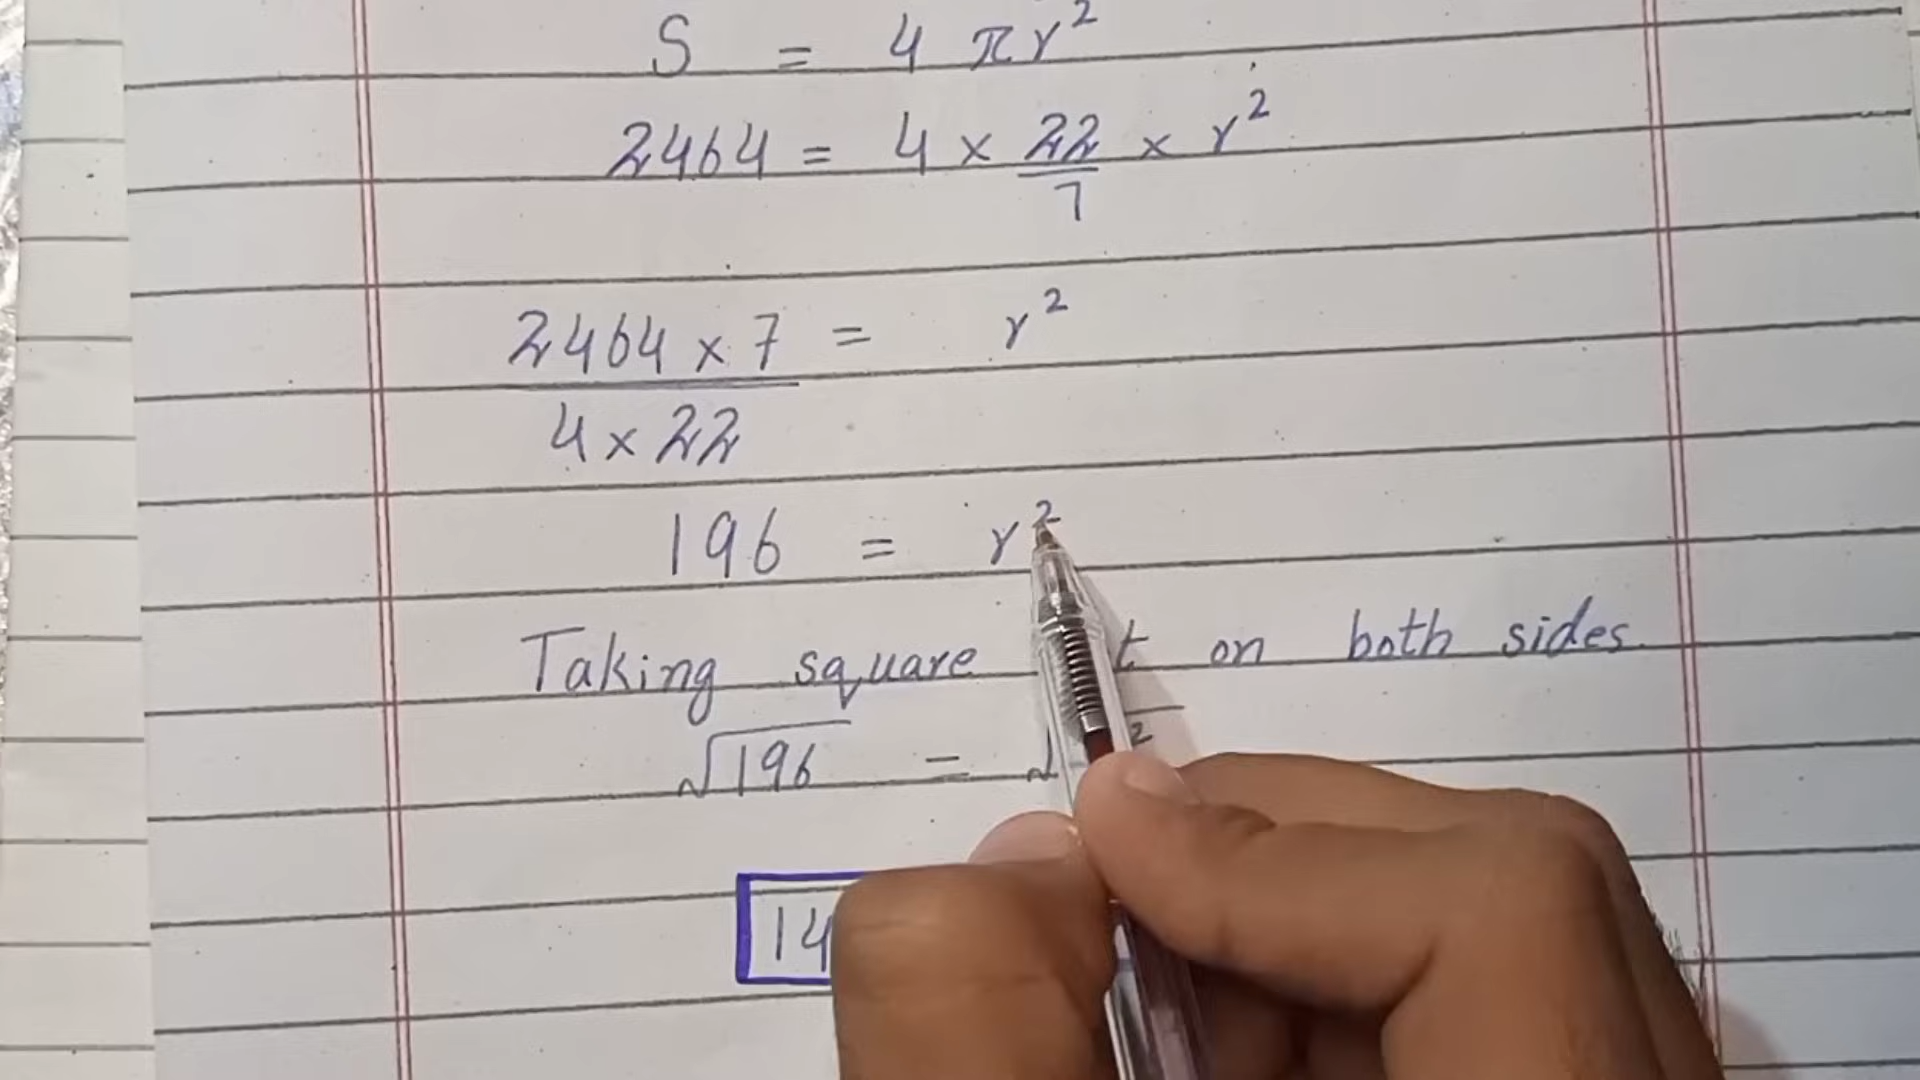 S = 4 πr²
2464 = 4 × 22/7 × r²
2464 × 7 / 4 × 22 = r²
196 = r²
Taking square on both sides.
√196 = √ ²
14